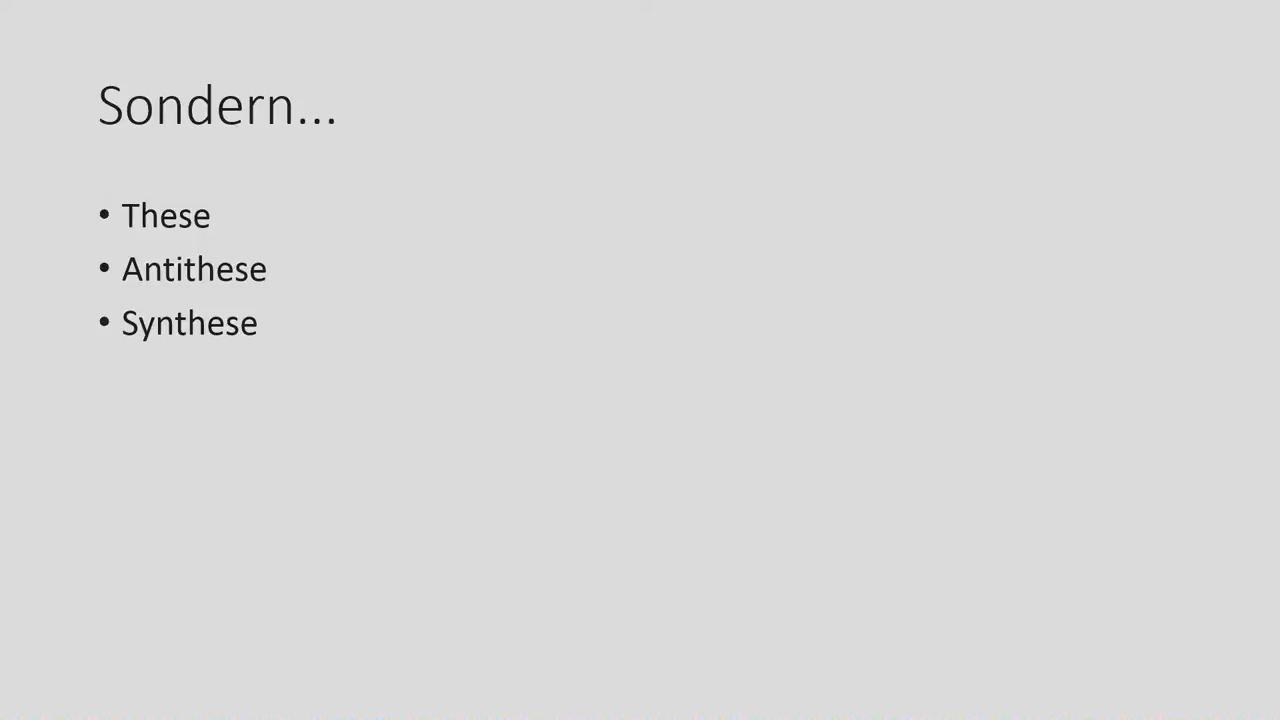 Sondern...
• These
• Antithese
• Synthese